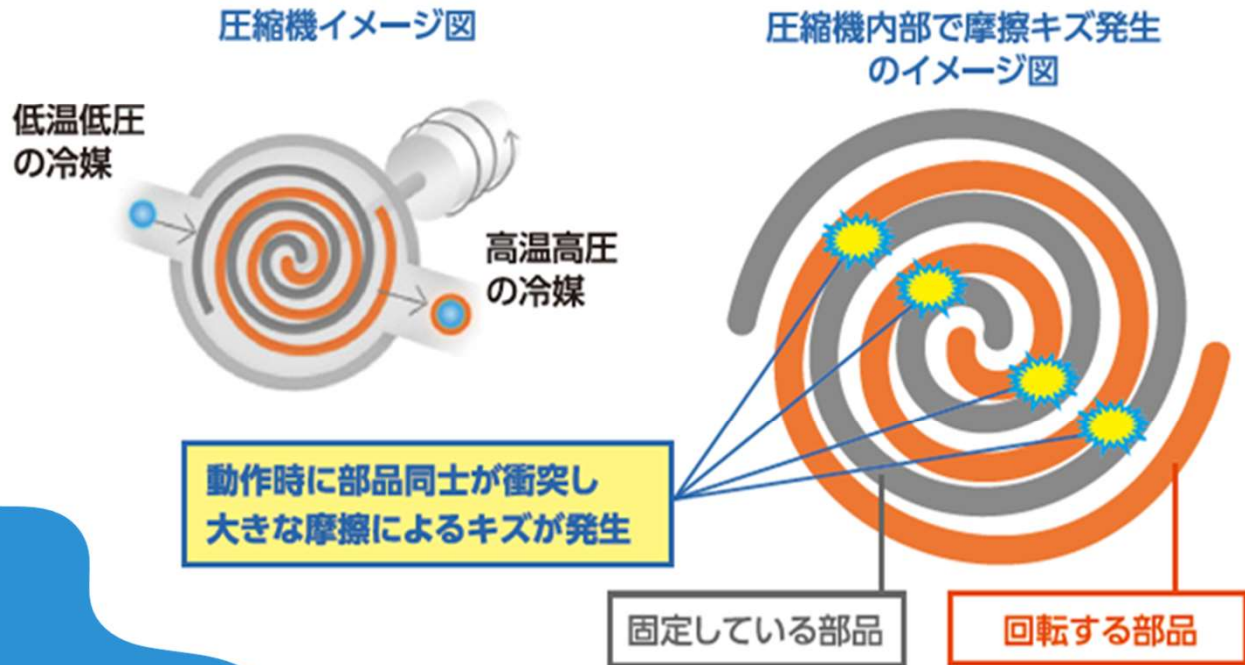 圧縮機イメージ図
低温低圧
の冷媒
高温高圧
の冷媒
圧縮機内部で摩擦キズ発生
のイメージ図
動作時に部品同士が衝突し
大きな摩擦によるキズが発生
固定している部品
回転する部品